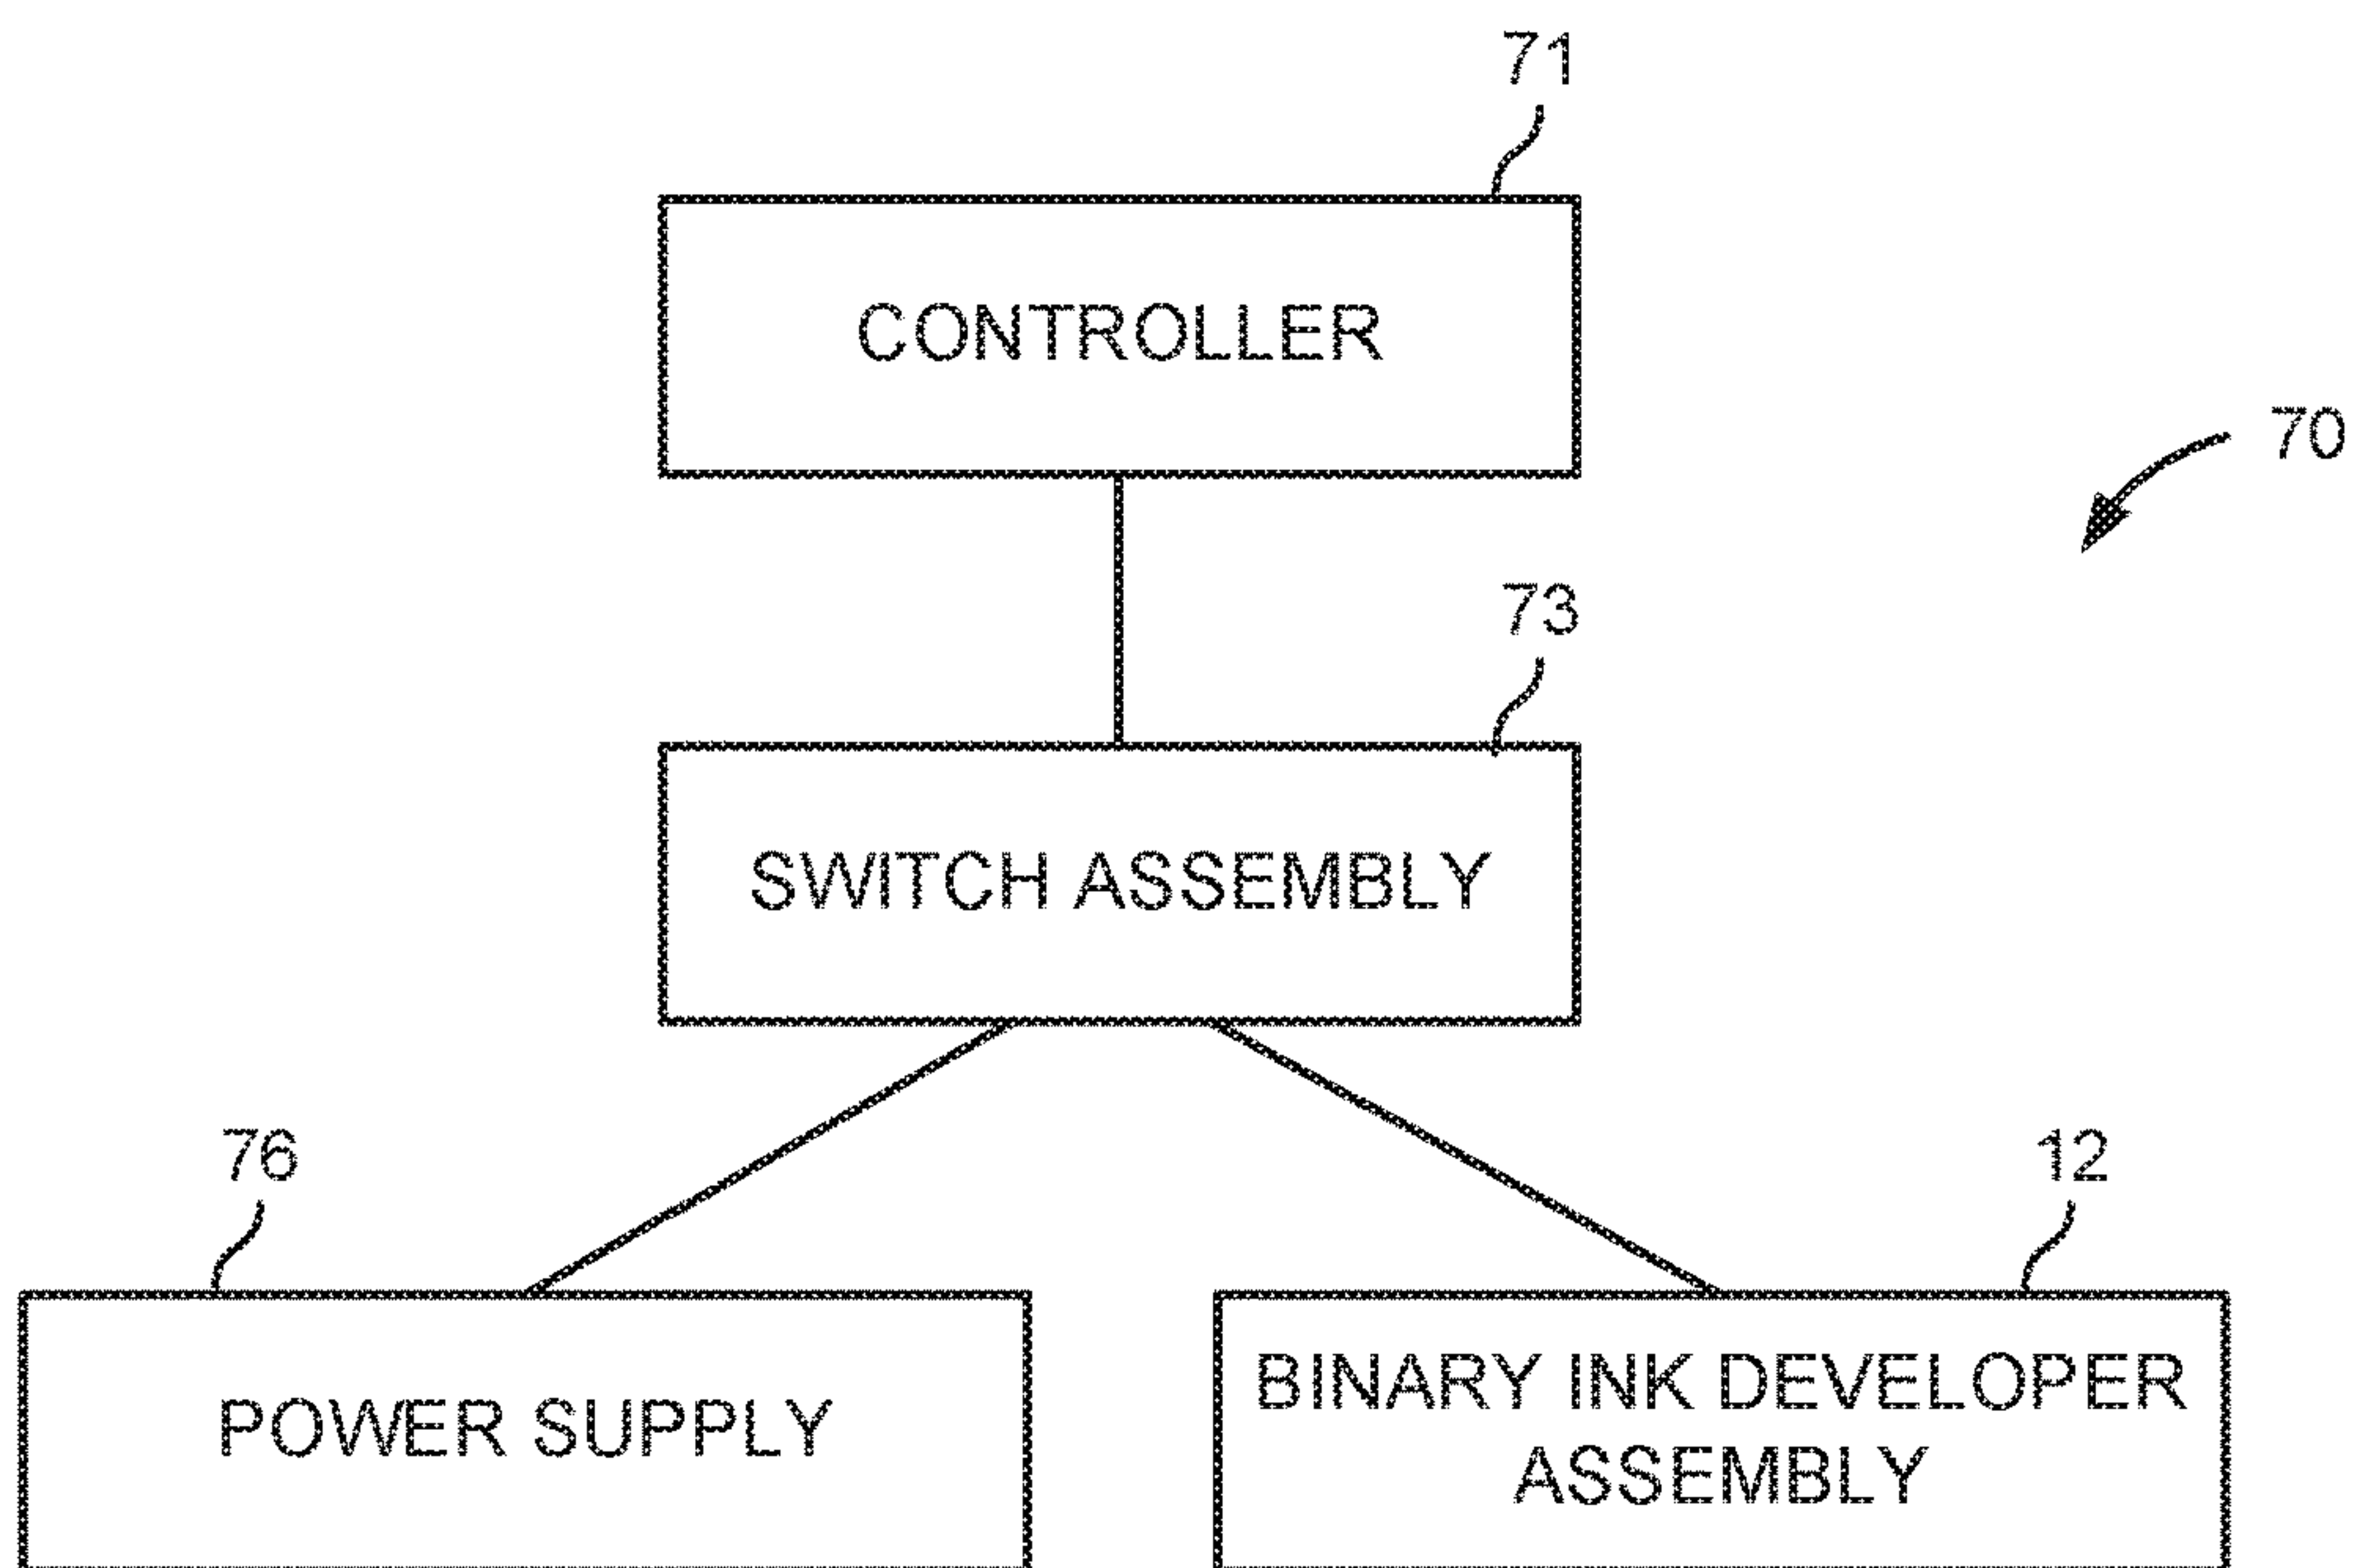 71
CONTROLLER
70
73
SWITCH ASSEMBLY
76
12
POWER SUPPLY
BINARY INK DEVELOPER
ASSEMBLY